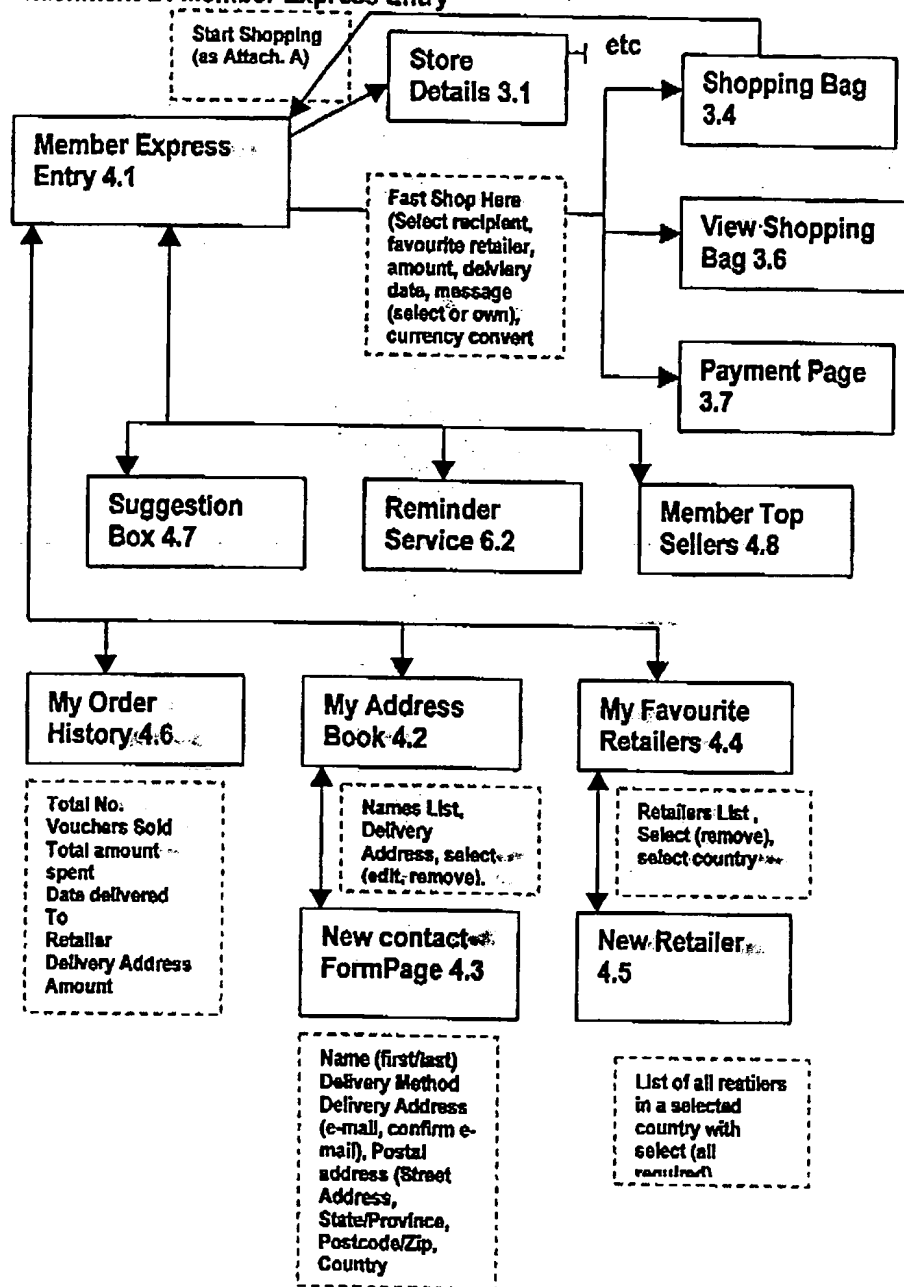 Member Express Entry
Start Shopping
(as Attach. A)
Store
Details 3.1
etc
Shopping Bag
3.4
Member Express
Entry 4.1
Fast Shop Here
(Select recipient,
favourite retailer,
amount, delviery
date, message
(select or own),
currency convert
View Shopping
Bag 3.6
Payment Page
3.7
Suggestion
Box 4.7
Reminder
Service 6.2
Member Top
Sellers 4.8
My Order
History 4.6
My Address
Book 4.2
My Favourite
Retailers 4.4
Total No.
Vouchers Sold
Total amount
spent
Date delivered
To
Retailer
Delivery Address
Amount
Names List,
Delivery
Address, select
(edit, remove).
Retailers List,
Select (remove),
select country
New contact
FormPage 4.3
New Retailer
4.5
Name (first/last)
Delivery Method
Delivery Address
(e-mail, confirm e-
mail), Postal
address (Street
Address,
State/Province,
Postcode/Zip,
Country
List of all reatilers
in a selected
country with
select (all
required)